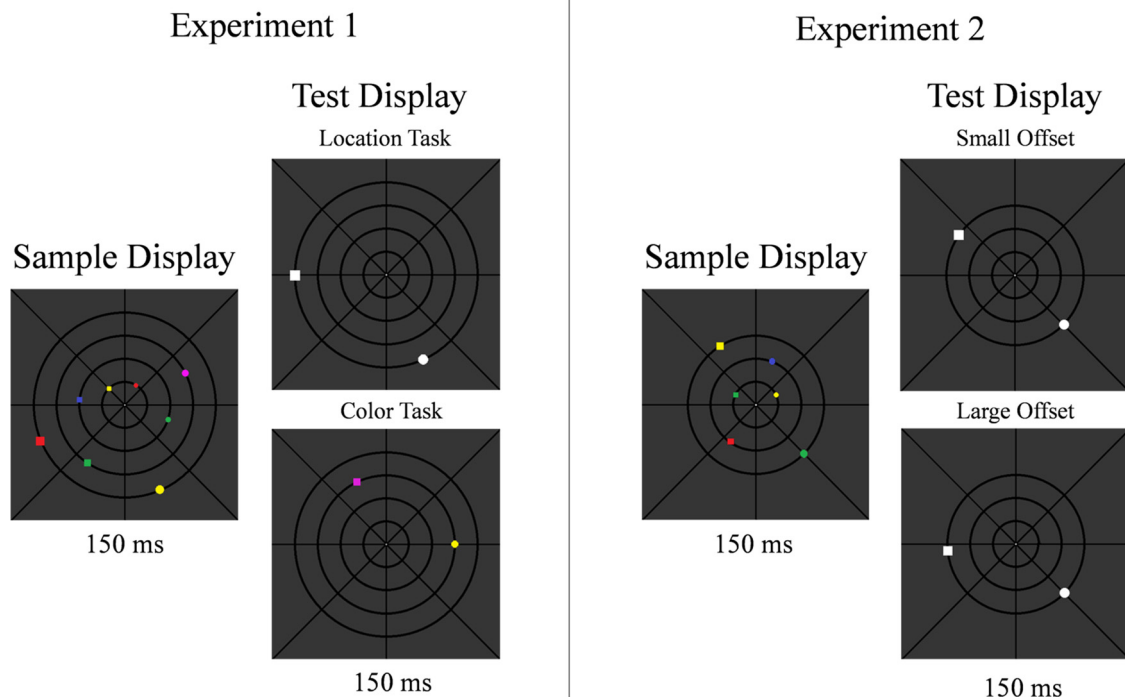 Experiment 1
Test Display
Location Task
Sample Display
150 ms
Color Task
150 ms
Experiment 2
Test Display
Small Offset
Sample Display
150 ms
Large Offset
150 ms